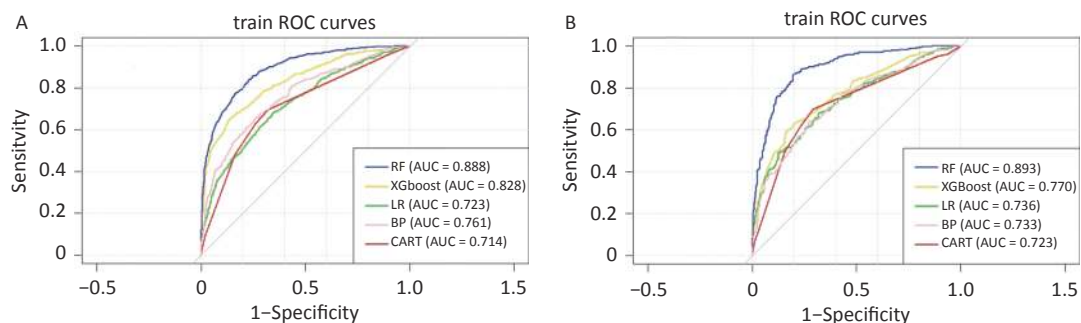 A
train ROC curves
1.0
0.8
0.6
0.4
0.2
0
Sensitvity
RF (AUC = 0.888)
XGboost (AUC = 0.828)
LR (AUC = 0.723)
BP (AUC = 0.761)
CART (AUC = 0.714)
−0.5
0
0.5
1.0
1.5
1−Specificity
B
train ROC curves
1.0
0.8
0.6
0.4
0.2
0
Sensitvity
RF (AUC = 0.893)
XGBoost (AUC = 0.770)
LR (AUC = 0.736)
BP (AUC = 0.733)
CART (AUC = 0.723)
−0.5
0
0.5
1.0
1.5
1−Specificity